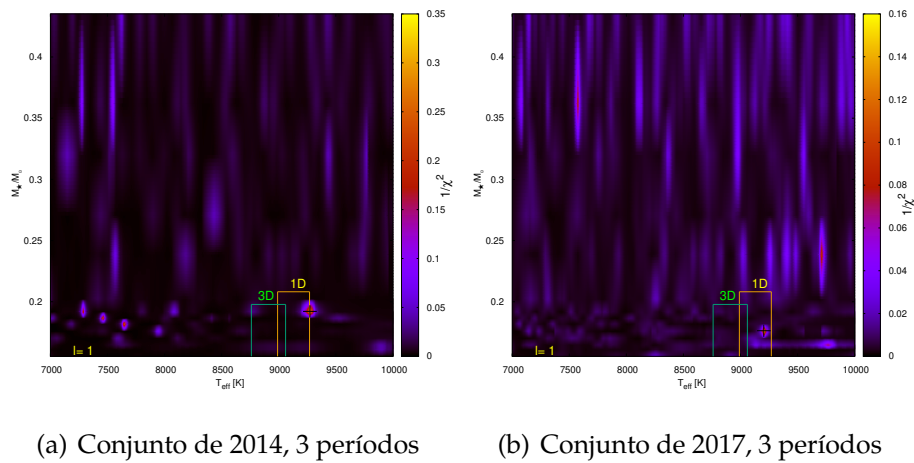 0.4
0.35
0.3
0.25
0.2
7000 7500 8000 8500 9000 9500 10000
T_eff [K]
M★/M☉
l= 1
3D
1D
0.35
0.3
0.25
0.2
0.15
0.1
0.05
0
1/χ²
0.4
0.35
0.3
0.25
0.2
7000 7500 8000 8500 9000 9500 10000
T_eff [K]
M★/M☉
l= 1
3D
1D
0.16
0.14
0.12
0.1
0.08
0.06
0.04
0.02
0
1/χ²
(a) Conjunto de 2014, 3 períodos
(b) Conjunto de 2017, 3 períodos